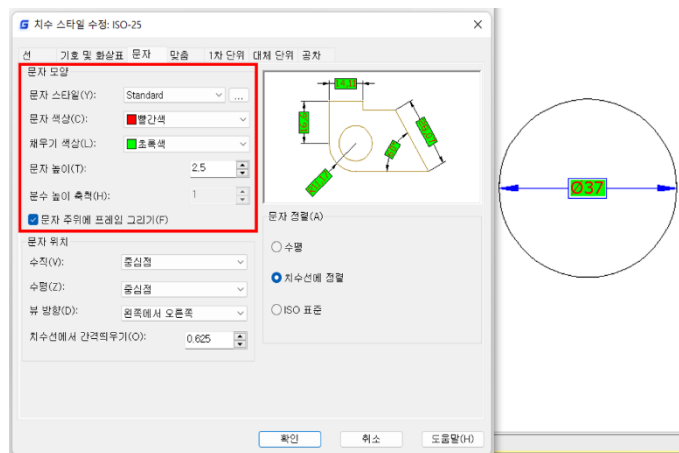 치수 스타일 수정: ISO-25
선 기호 및 화살표 문자 맞춤 1차 단위 대체 단위 공차
문자 모양
문자 스타일(Y): Standard ...
문자 색상(C): 빨간색
채우기 색상(L): 초록색
문자 높이(T): 2,5
분수 높이 축척(H): 1
문자 주위에 프레임 그리기(F)
문자 위치
수직(V): 중심점
수평(Z): 중심점
뷰 방향(D): 왼쪽에서 오른쪽
치수선에서 간격띄우기(O): 0,625
14,11
문자 정렬(A)
수평
치수선에 정렬
ISO 표준
확인 취소 도움말(H)
Ø37